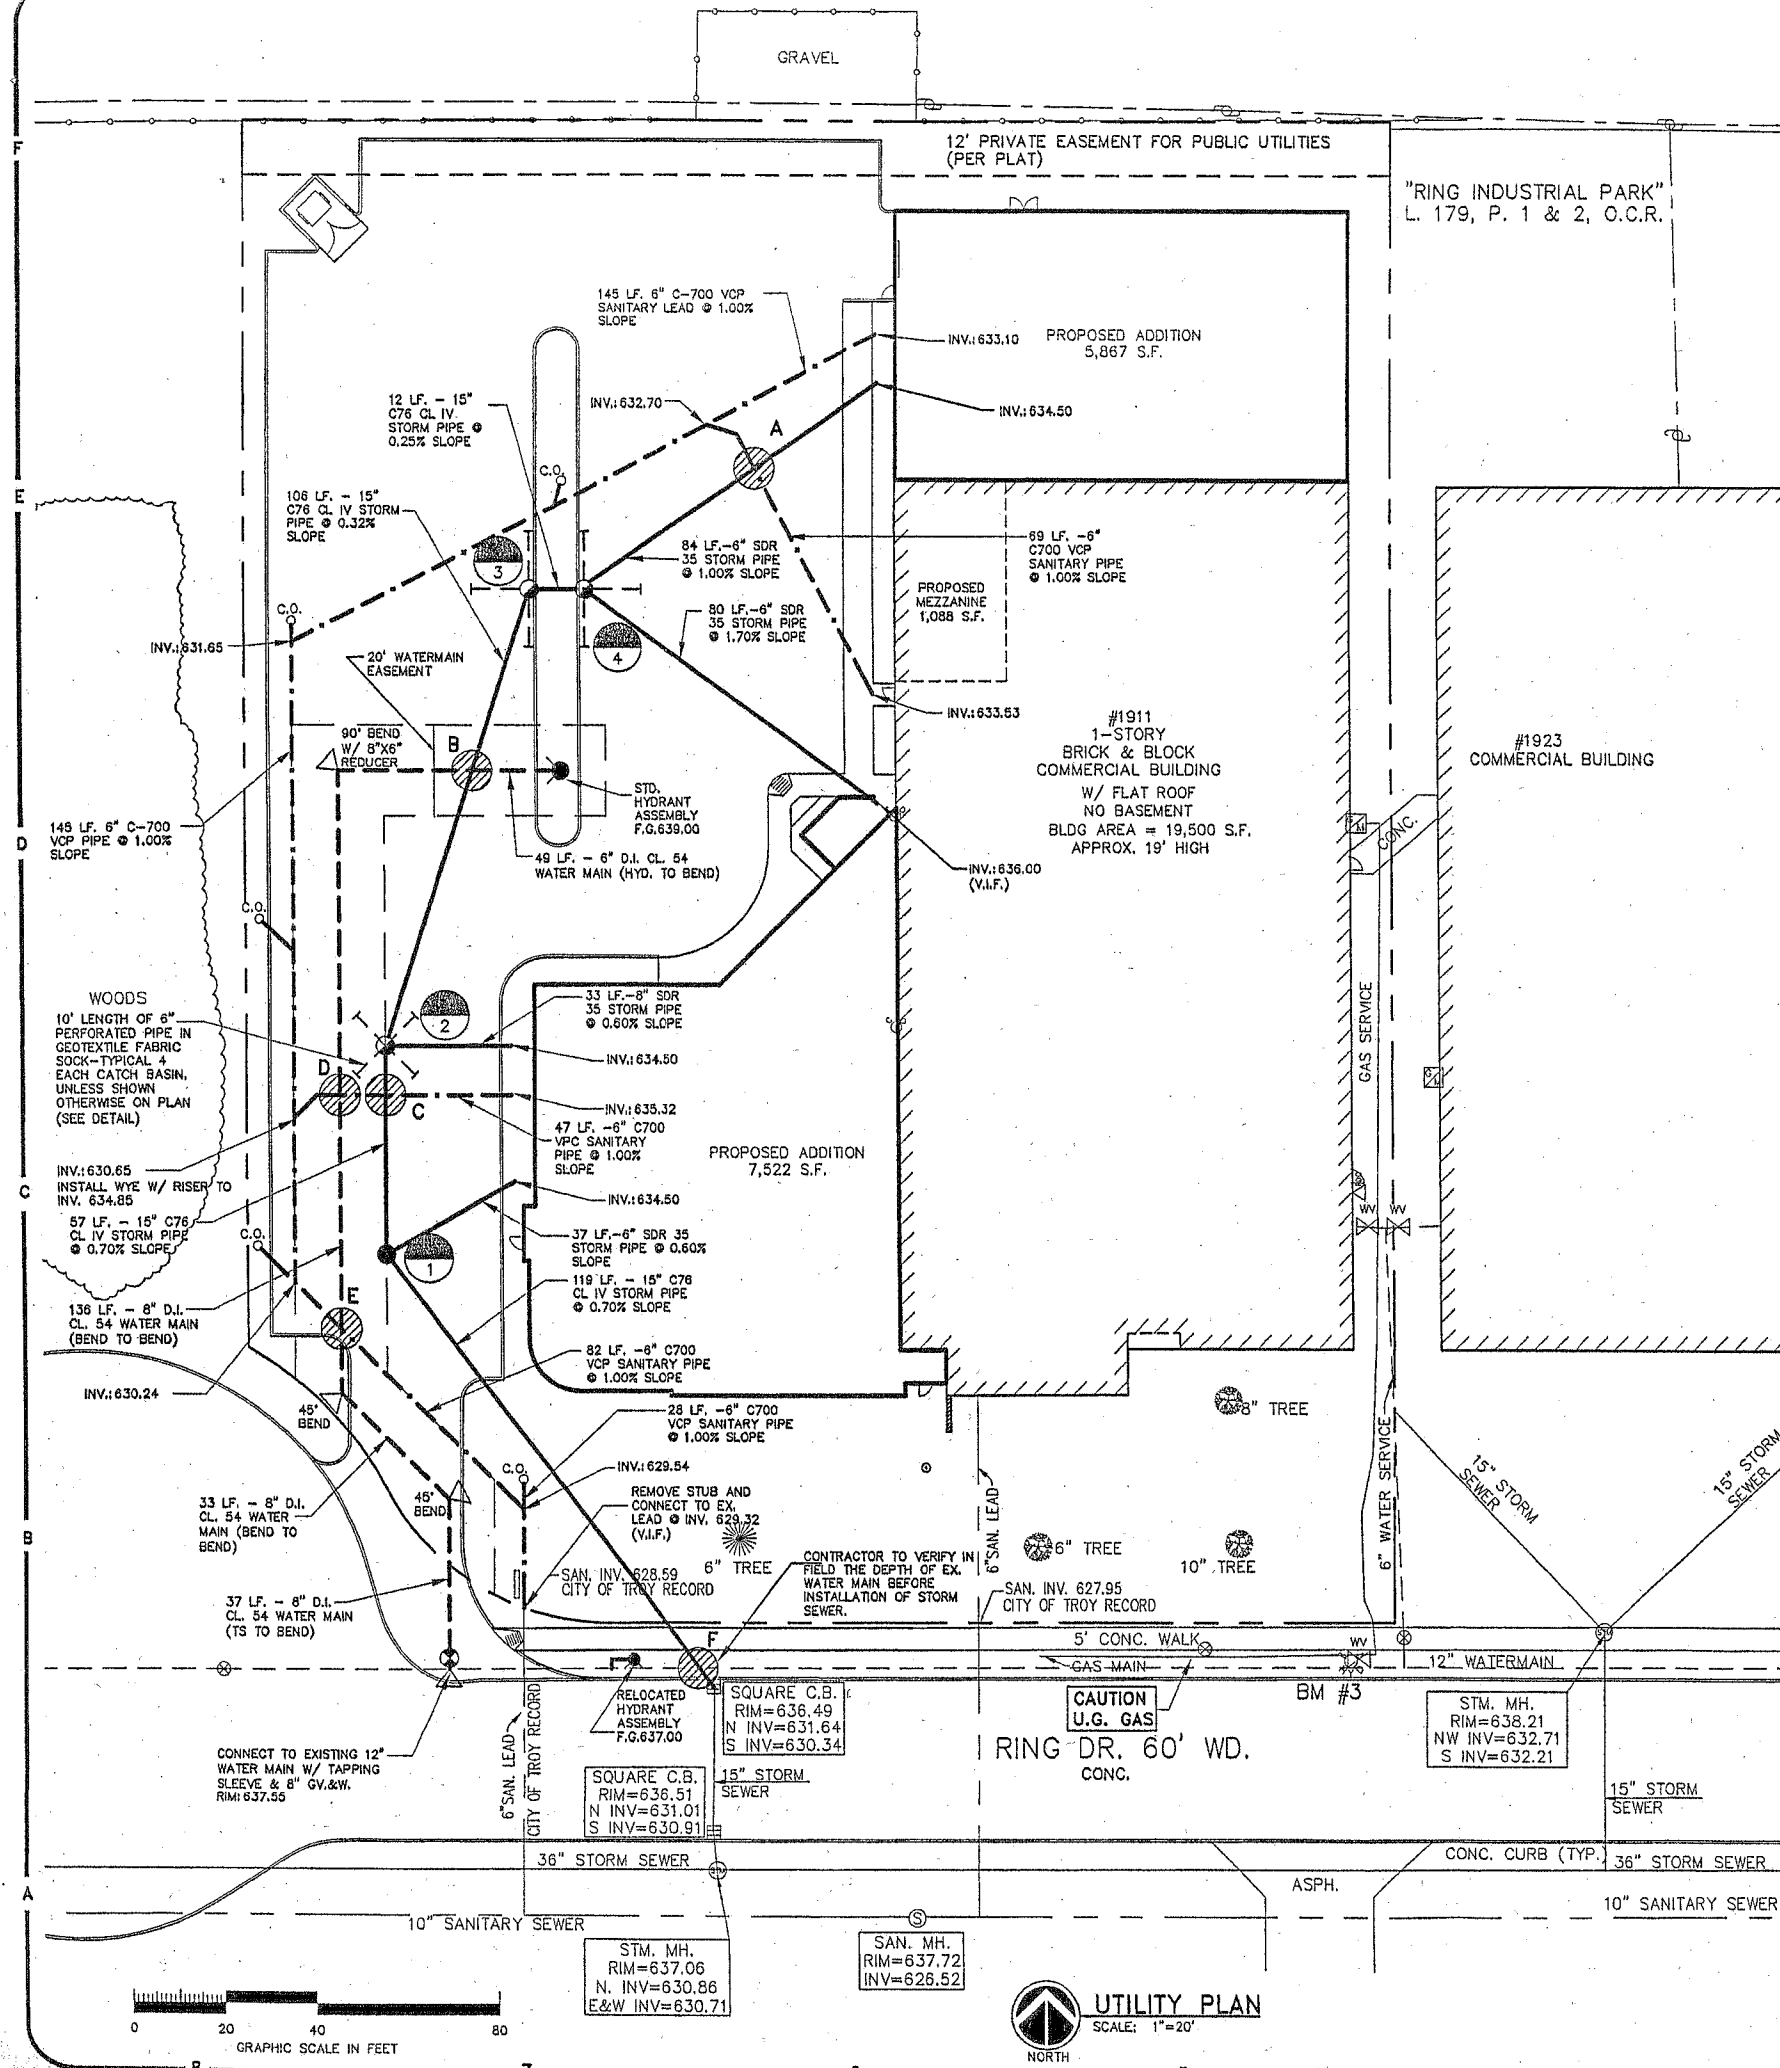 GRAVEL
F
12' PRIVATE EASEMENT FOR PUBLIC UTILITIES
(PER PLAT)
"RING INDUSTRIAL PARK"
L. 179, P. 1 & 2, O.C.R.
145 LF. 6" C-700 VCP
SANITARY LEAD @ 1.00%
SLOPE
INV.:633.10
PROPOSED ADDITION
5,867 S.F.
12 LF. - 15"
C76 CL IV.
STORM PIPE @
0.25% SLOPE
INV.:632.70
A
INV.:634.50
C.O.
E
106 LF. - 15"
C76 CL IV STORM
PIPE @ 0.32%
SLOPE
3
84 LF.-6" SDR
35 STORM PIPE
@ 1.00% SLOPE
69 LF. -6"
C700 VCP
SANITARY PIPE
@ 1.00% SLOPE
PROPOSED
MEZZANINE
1,088 S.F.
C.O.
80 LF.-6" SDR
35 STORM PIPE
@ 1.70% SLOPE
INV.:631.65
4
20' WATERMAIN
EASEMENT
INV.:633.53
90° BEND
W/ 8"X6"
REDUCER
B
#1911
1-STORY
BRICK & BLOCK
COMMERCIAL BUILDING
W/ FLAT ROOF
NO BASEMENT
BLDG AREA = 19,500 S.F.
APPROX. 19' HIGH
#1923
COMMERCIAL BUILDING
STD.
HYDRANT
ASSEMBLY
F.G.639.00
145 LF. 6" C-700
VCP PIPE @ 1.00%
SLOPE
D
CONC.
49 LF. - 6" D.I. CL. 54
WATER MAIN (HYD. TO BEND)
INV.:636.00
(V.I.F.)
C.O.
WOODS
10' LENGTH OF 6"
PERFORATED PIPE IN
GEOTEXTILE FABRIC
SOCK-TYPICAL 4
EACH CATCH BASIN,
UNLESS SHOWN
OTHERWISE ON PLAN
(SEE DETAIL)
2
33 LF.-8" SDR
35 STORM PIPE
@ 0.60% SLOPE
INV.:634.50
GAS SERVICE
D
C
INV.:635.32
47 LF. -6" C700
VPC SANITARY
PIPE @ 1.00%
SLOPE
PROPOSED ADDITION
7,522 S.F.
INV.:630.65
INSTALL WYE W/ RISER TO
INV. 634.85
C
INV.:634.50
57 LF. - 15" C76
CL IV STORM PIPE
@ 0.70% SLOPE
C.O.
WV
WV
1
37 LF.-6" SDR 35
STORM PIPE @ 0.60%
SLOPE
119 LF. - 15" C76
CL IV STORM PIPE
@ 0.70% SLOPE
136 LF. - 8" D.I.
CL. 54 WATER MAIN
(BEND TO BEND)
E
82 LF. -6" C700
VCP SANITARY PIPE
@ 1.00% SLOPE
INV.:630.24
45°
BEND
28 LF. -6" C700
VCP SANITARY PIPE
@ 1.00% SLOPE
8" TREE
6" WATER SERVICE
15" STORM
SEWER
15" STORM
SEWER
C.O.
INV.:629.54
REMOVE STUB AND
CONNECT TO EX.
LEAD @ INV. 629.32
(V.I.F.)
45°
BEND
33 LF. - 8" D.I.
CL. 54 WATER
MAIN (BEND TO
BEND)
B
6"SAN. LEAD
6" TREE
6" TREE
10" TREE
CONTRACTOR TO VERIFY IN
FIELD THE DEPTH OF EX.
WATER MAIN BEFORE
INSTALLATION OF STORM
SEWER.
SAN. INV. 628.59
CITY OF TROY RECORD
SAN. INV. 627.95
CITY OF TROY RECORD
37 LF. - 8" D.I.
CL. 54 WATER MAIN
(TS TO BEND)
F
5' CONC. WALK
GAS MAIN
WV
12" WATERMAIN
BM #3
RELOCATED
HYDRANT
ASSEMBLY
F.G.637.00
SQUARE C.B.
RIM=636.49
N INV=631.64
S INV=630.34
CAUTION
U.G. GAS
STM. MH.
RIM=638.21
NW INV=632.71
S INV=632.21
RING DR. 60' WD.
CONC.
CONNECT TO EXISTING 12"
WATER MAIN W/ TAPPING
SLEEVE & 8" GV.&W.
RIM:637.55
6"SAN. LEAD
CITY OF TROY RECORD
SQUARE C.B.
RIM=636.51
N INV=631.01
S INV=630.91
15" STORM
SEWER
15" STORM
SEWER
36" STORM SEWER
CONC. CURB (TYP.)
36" STORM SEWER
A
ASPH.
10" SANITARY SEWER
S
10" SANITARY SEWER
STM. MH.
RIM=637.06
N. INV=630.86
E&W INV=630.71
SAN. MH.
RIM=637.72
INV=626.52
0 20 40 80
GRAPHIC SCALE IN FEET
UTILITY PLAN
SCALE: 1"=20'
NORTH